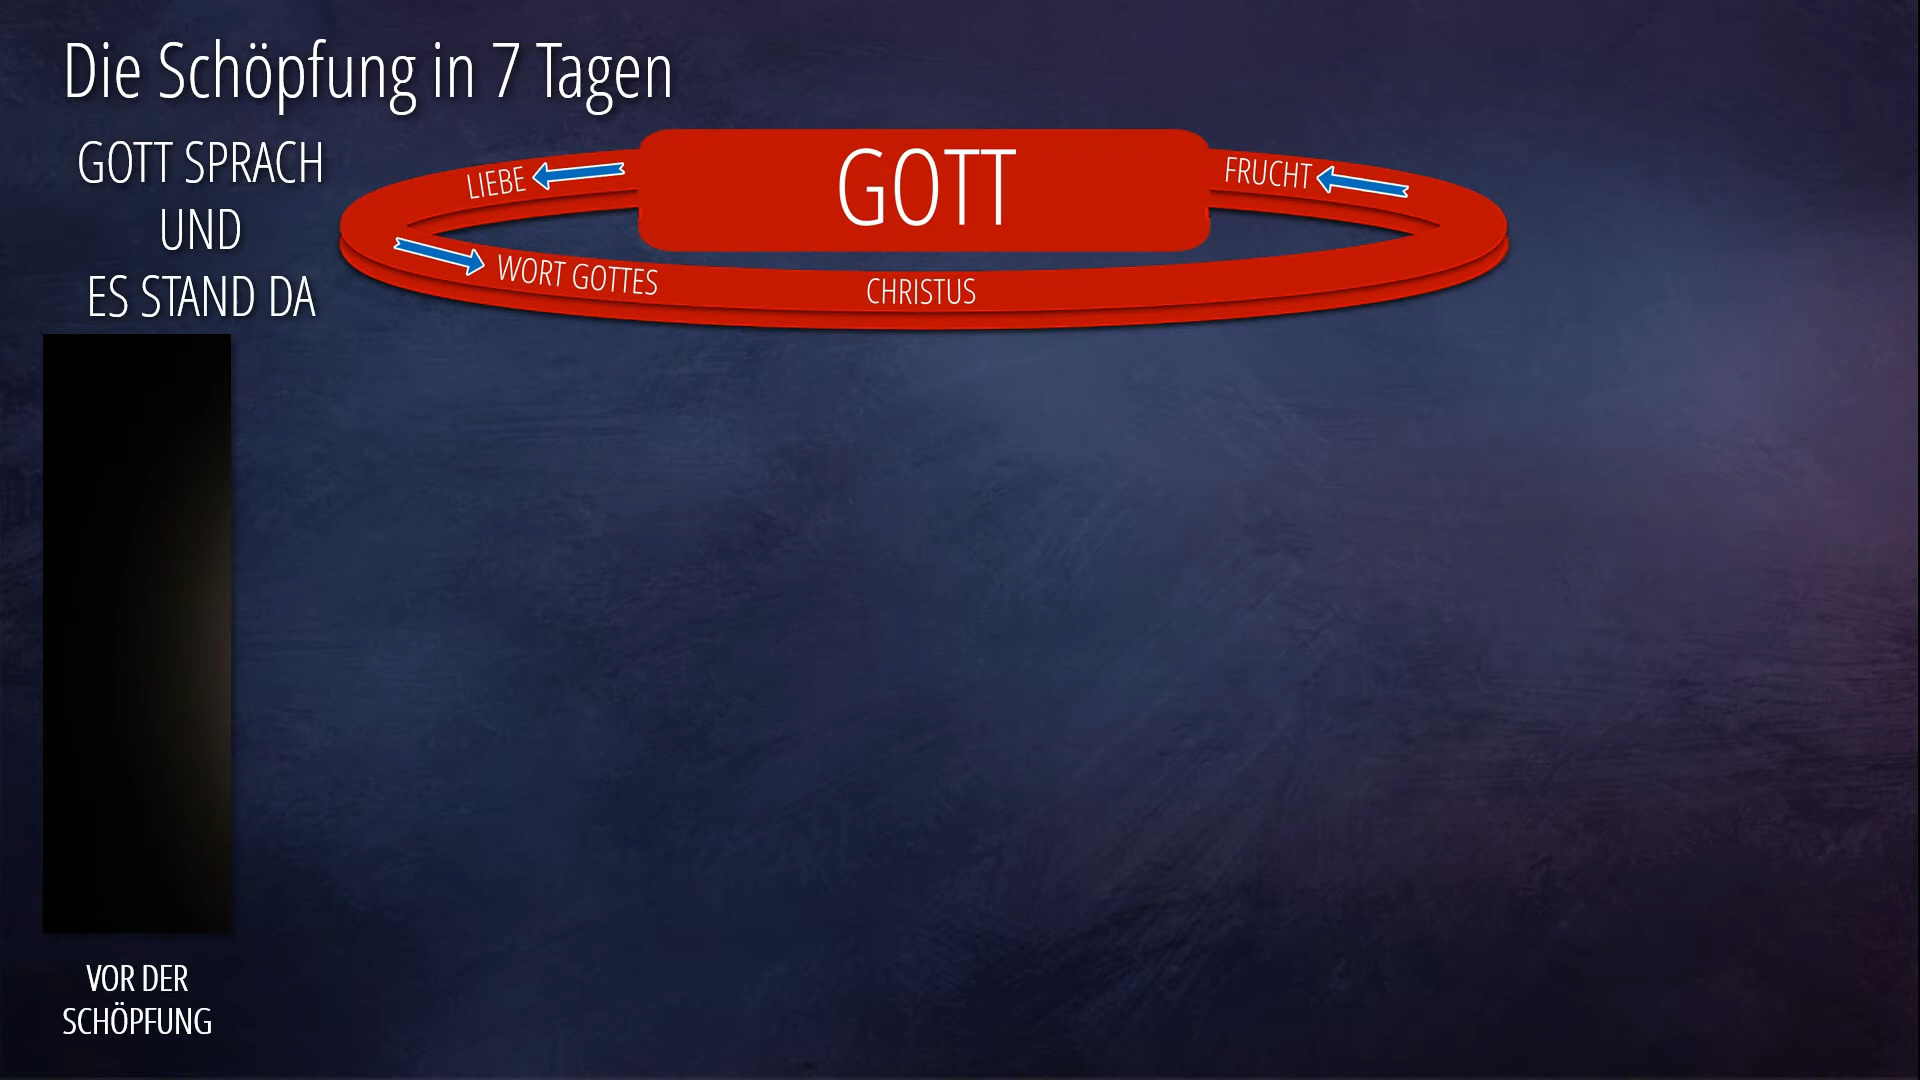 Die Schöpfung in 7 Tagen
GOTT SPRACH
UND
ES STAND DA
GOTT
LIEBE
FRUCHT
WORT GOTTES
CHRISTUS
VOR DER
SCHÖPFUNG